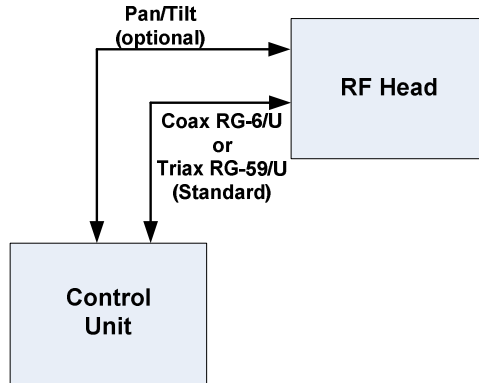 Pan/Tilt
(optional)
RF Head
Coax RG-6/U
or
Triax RG-59/U
(Standard)
Control
Unit